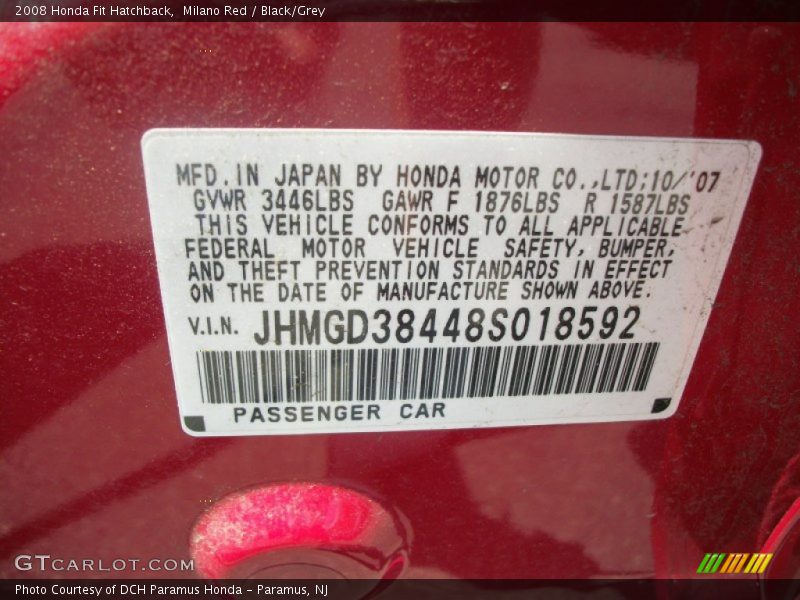 2008 Honda Fit Hatchback, Milano Red / Black/Grey
MFD. IN JAPAN BY HONDA MOTOR CO.,LTD:10/'07
GVWR 3446LBS GAWR F 1876LBS R 1587LBS
THIS VEHICLE CONFORMS TO ALL APPLICABLE
FEDERAL MOTOR VEHICLE SAFETY, BUMPER,
AND THEFT PREVENTION STANDARDS IN EFFECT
ON THE DATE OF MANUFACTURE SHOWN ABOVE.
V.I.N. JHMGD38448S018592
PASSENGER CAR
GTCARLOT.COM
Photo Courtesy of DCH Paramus Honda - Paramus, NJ